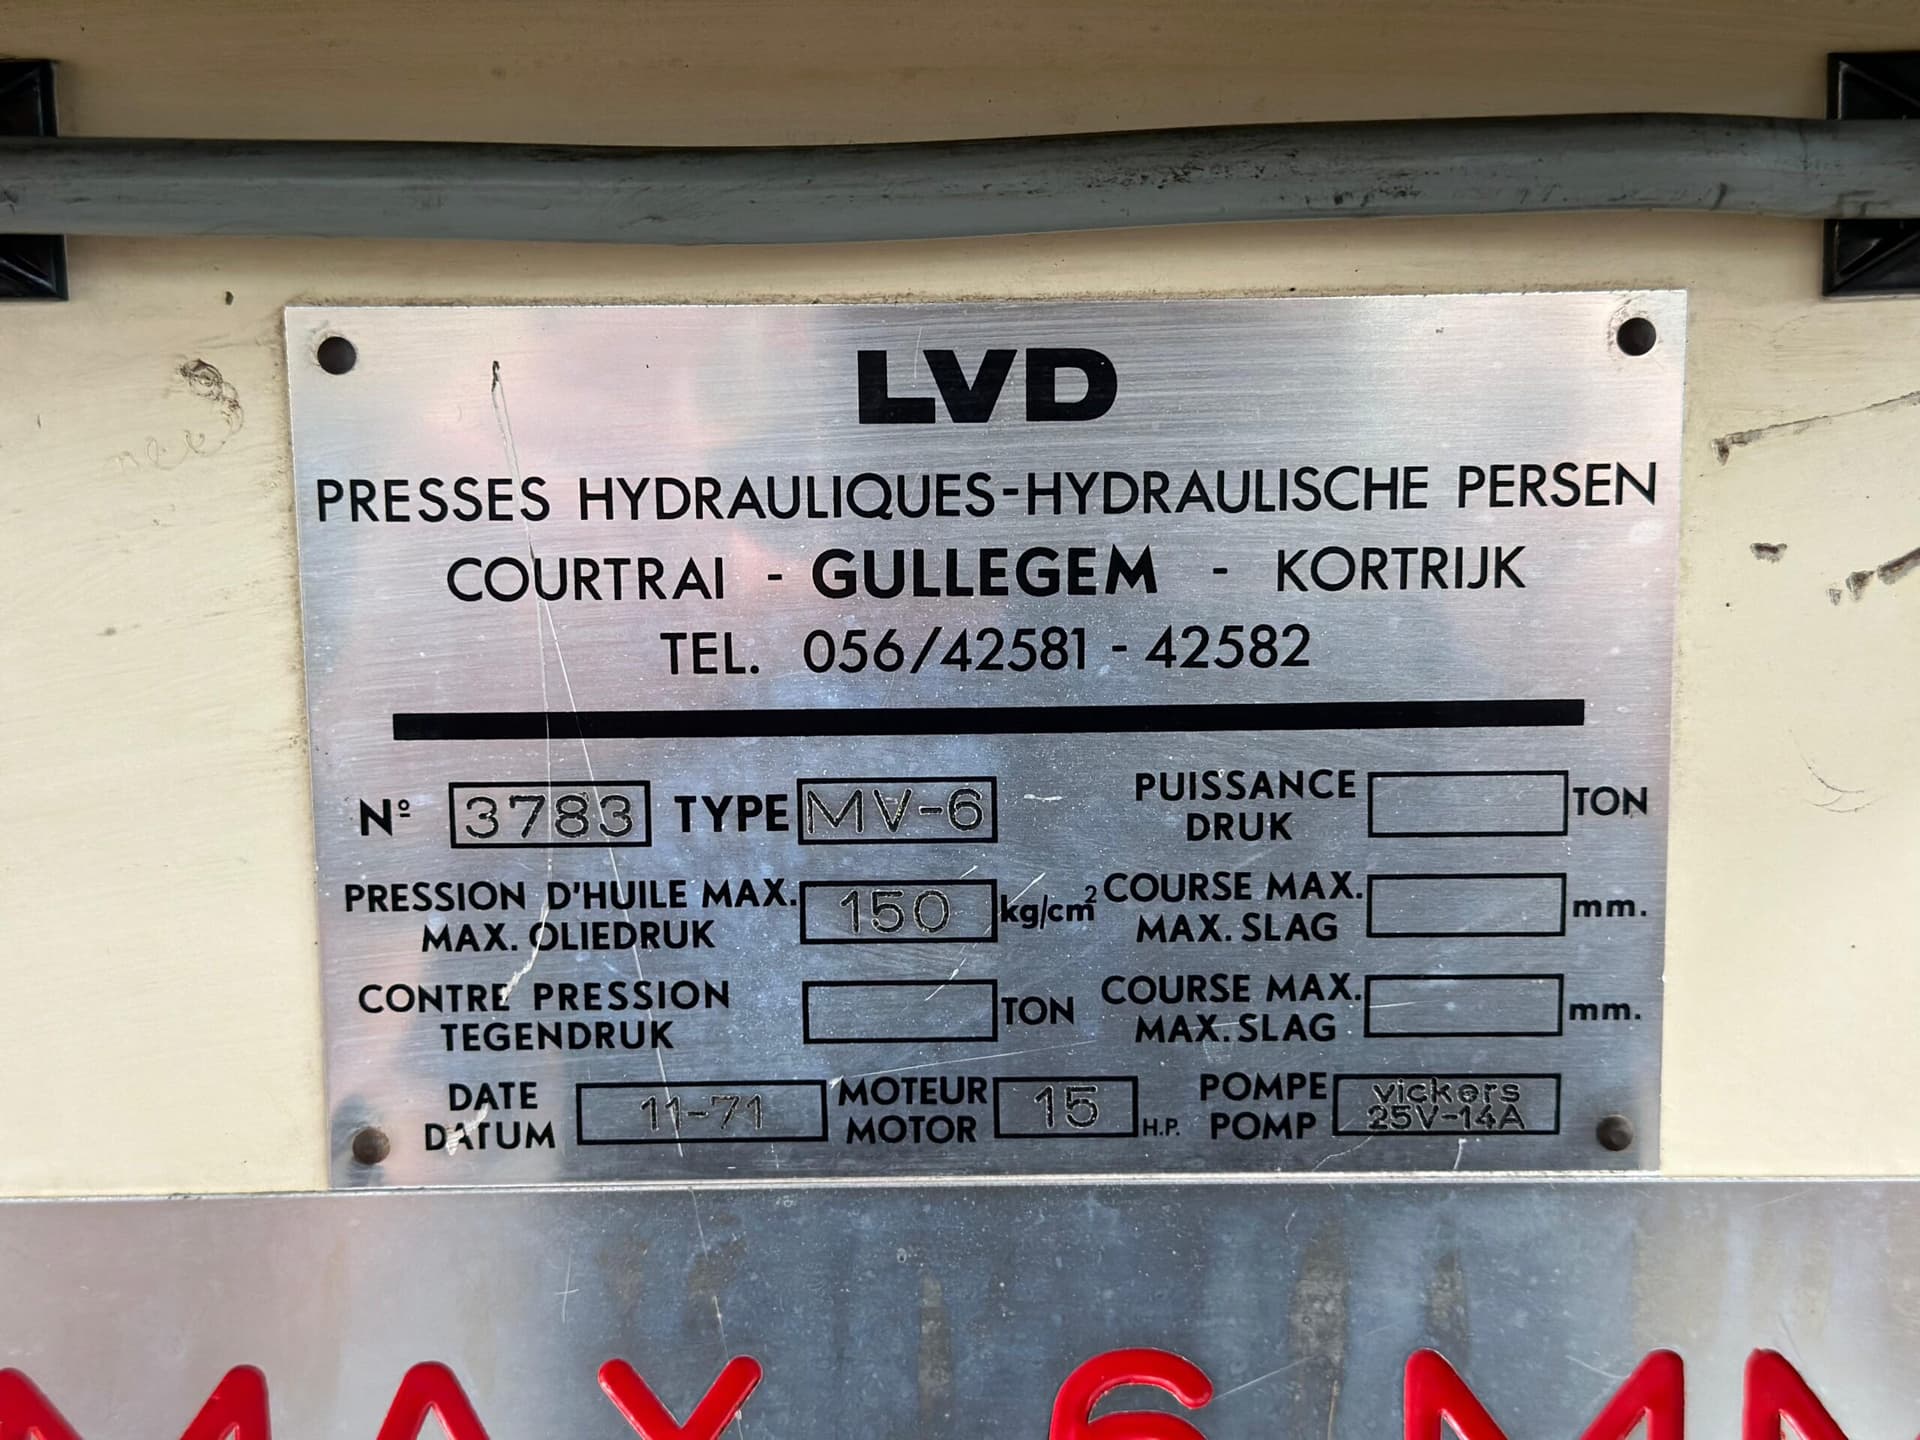 LVD
PRESSES HYDRAULIQUES-HYDRAULISCHE PERSEN
COURTRAI - GULLEGEM - KORTRIJK
TEL. 056/42581 - 42582
Nº 3783 TYPE MV-6 PUISSANCE DRUK TON
PRESSION D'HUILE MAX. MAX. OLIEDRUK 150 kg/cm² COURSE MAX. MAX. SLAG mm.
CONTRE PRESSION TEGENDRUK TON COURSE MAX. MAX. SLAG mm.
DATE DATUM 11-71 MOTEUR MOTOR 15 H.P. POMPE POMP vickers 25V-14A
MAX 6 MM